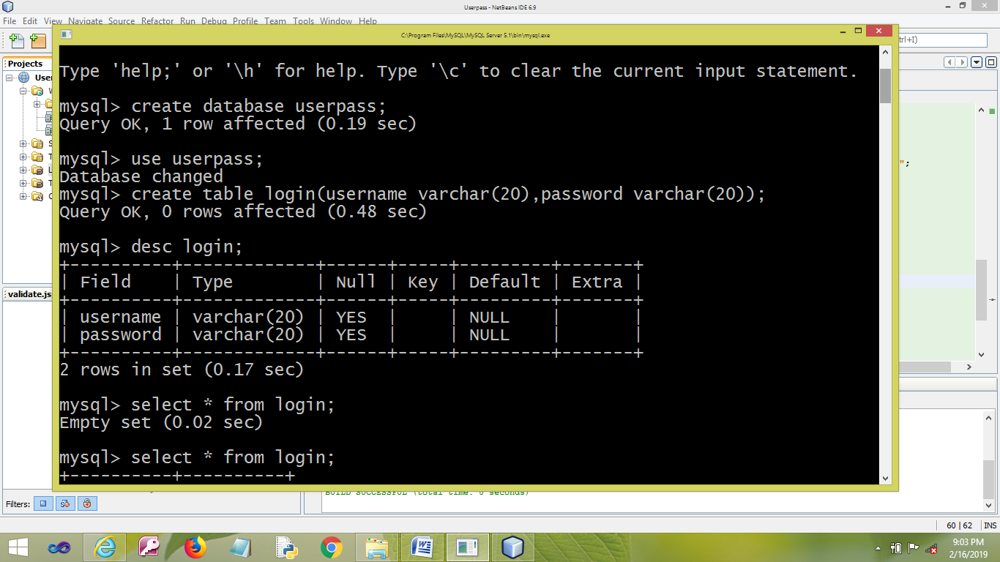 Userpass - NetBeans IDE 6.9
File Edit View Navigate Source Refactor Run Debug Profile Team Tools Window Help
C:\Program Files\MySQL\MySQL Server 5.1\bin\mysql.exe
trl+I)
Projects
User
";
validate.js
Type 'help;' or '\h' for help. Type '\c' to clear the current input statement.
mysql> create database userpass;
Query OK, 1 row affected (0.19 sec)
mysql> use userpass;
Database changed
mysql> create table login(username varchar(20),password varchar(20));
Query OK, 0 rows affected (0.48 sec)
mysql> desc login;
+----------+-------------+------+-----+---------+-------+
| Field    | Type        | Null | Key | Default | Extra |
+----------+-------------+------+-----+---------+-------+
| username | varchar(20) | YES  |     | NULL    |       |
| password | varchar(20) | YES  |     | NULL    |       |
+----------+-------------+------+-----+---------+-------+
2 rows in set (0.17 sec)
mysql> select * from login;
Empty set (0.02 sec)
mysql> select * from login;
+----------+----------+
BUILD SUCCESSFUL (total time: 0 seconds)
Filters:
60 | 62 INS
9:03 PM
2/16/2019